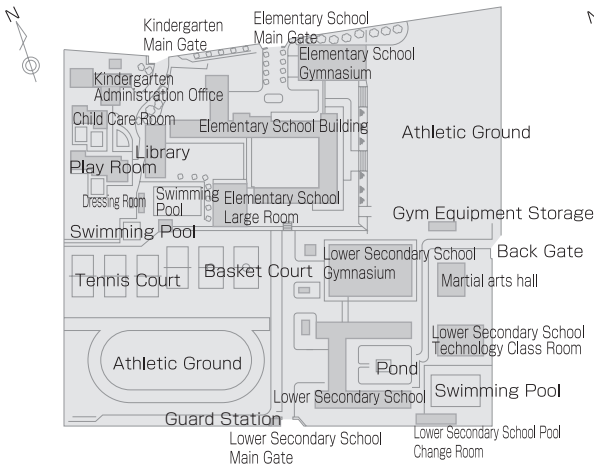 N
Kindergarten
Main Gate
Elementary School
Main Gate
Elementary School
Gymnasium
Kindergarten
Administration Office
Child Care Room
Elementary School Building
Athletic Ground
Library
Play Room
Dressing Room
Swimming
Pool
Elementary School
Large Room
Gym Equipment Storage
Swimming Pool
Back Gate
Lower Secondary School
Gymnasium
Basket Court
Tennis Court
Martial arts hall
Lower Secondary School
Technology Class Room
Athletic Ground
Pond
Swimming Pool
Lower Secondary School
Guard Station
Lower Secondary School
Main Gate
Lower Secondary School Pool
Change Room